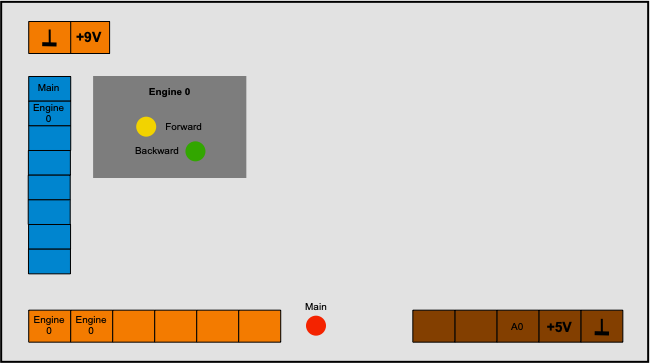 +9V
Main
Engine
0
Engine 0
Forward
Backward
Main
Engine
0
Engine
0
A0
+5V